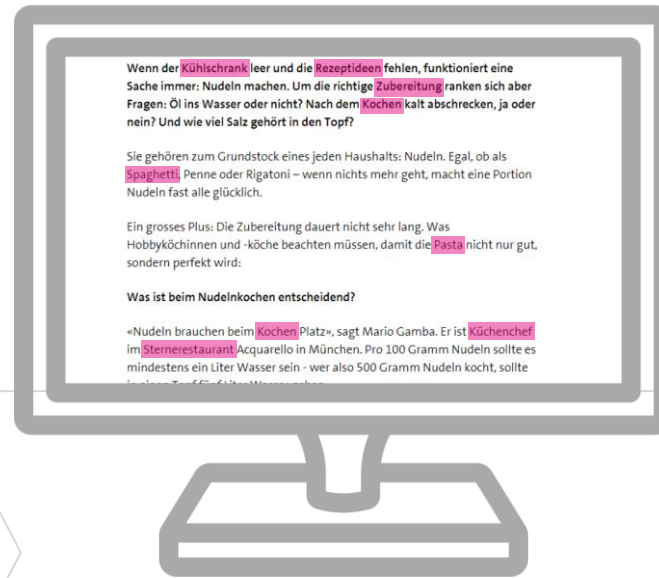 Wenn der Kühlschrank leer und die Rezeptideen fehlen, funktioniert eine
Sache immer: Nudeln machen. Um die richtige Zubereitung ranken sich aber
Fragen: Öl ins Wasser oder nicht? Nach dem Kochen kalt abschrecken, ja oder
nein? Und wie viel Salz gehört in den Topf?
Sie gehören zum Grundstock eines jeden Haushalts: Nudeln. Egal, ob als
Spaghetti, Penne oder Rigatoni – wenn nichts mehr geht, macht eine Portion
Nudeln fast alle glücklich.
Ein grosses Plus: Die Zubereitung dauert nicht sehr lang. Was
Hobbyköchinnen und -köche beachten müssen, damit die Pasta nicht nur gut,
sondern perfekt wird:
Was ist beim Nudelnkochen entscheidend?
«Nudeln brauchen beim Kochen Platz», sagt Mario Gamba. Er ist Küchenchef
im Sternerestaurant Acquarello in München. Pro 100 Gramm Nudeln sollte es
mindestens ein Liter Wasser sein - wer also 500 Gramm Nudeln kocht, sollte